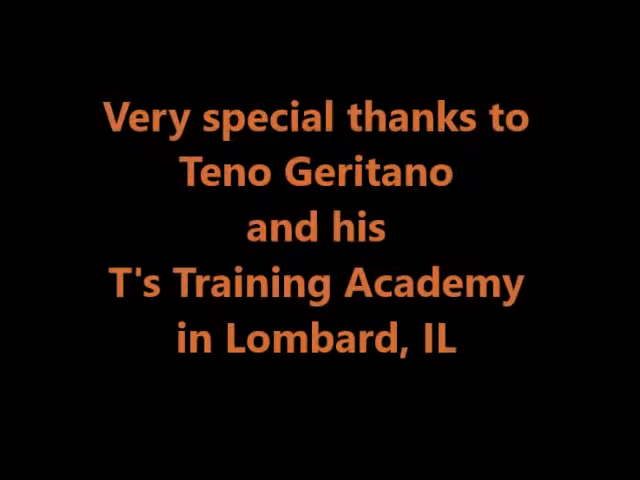 Very special thanks to
Teno Geritano
and his
T's Training Academy
in Lombard, IL